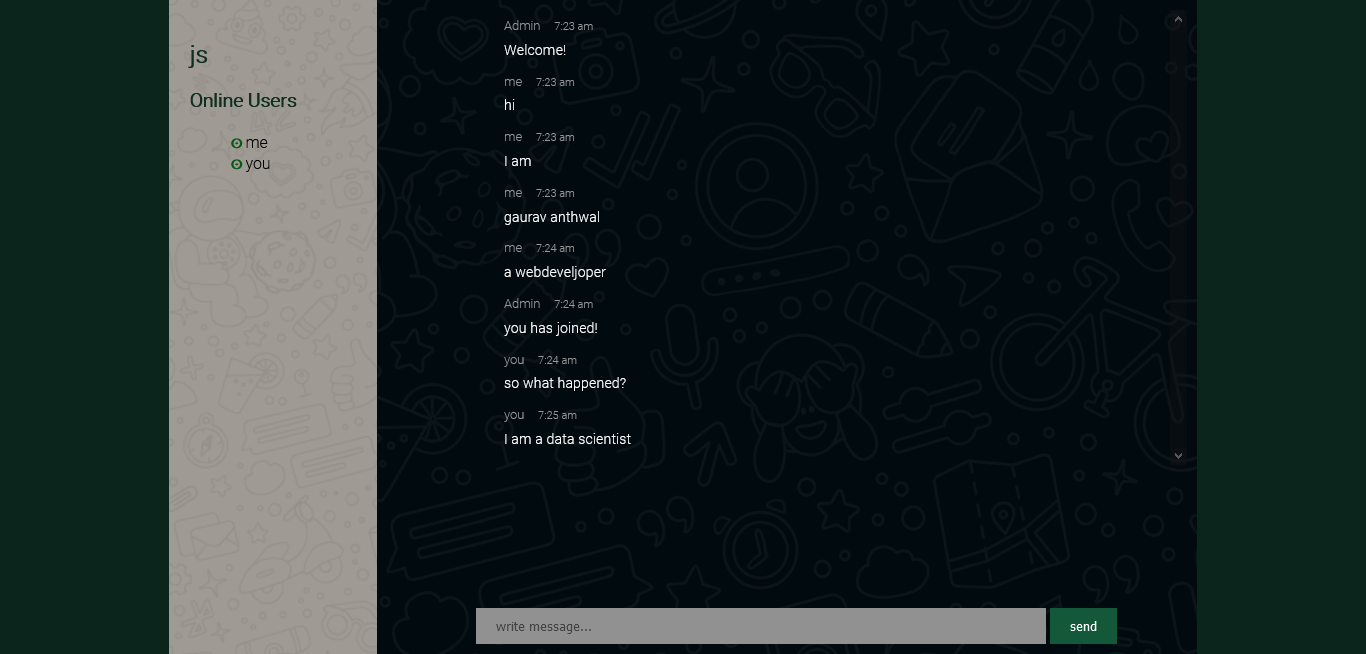 js
Online Users
me
you
Admin 7:23 am
Welcome!
me 7:23 am
hi
me 7:23 am
I am
me 7:23 am
gaurav anthwal
me 7:24 am
a webdeveljoper
Admin 7:24 am
you has joined!
you 7:24 am
so what happened?
you 7:25 am
I am a data scientist
write message...
send